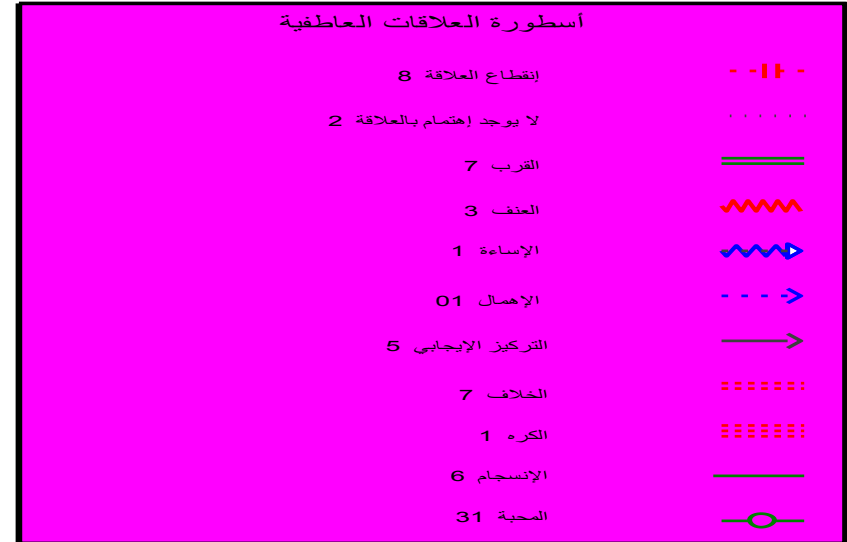 أسطورة العلاقات العاطفية
إنقطاع العلاقة 8
لا يوجد إهتمام بالعلاقة 2
القرب 7
العنف 3
الإساءة 1
الإهمال 01
التركيز الإيجابي 5
الخلاف 7
الكره 1
الإنسجام 6
المحبة 31